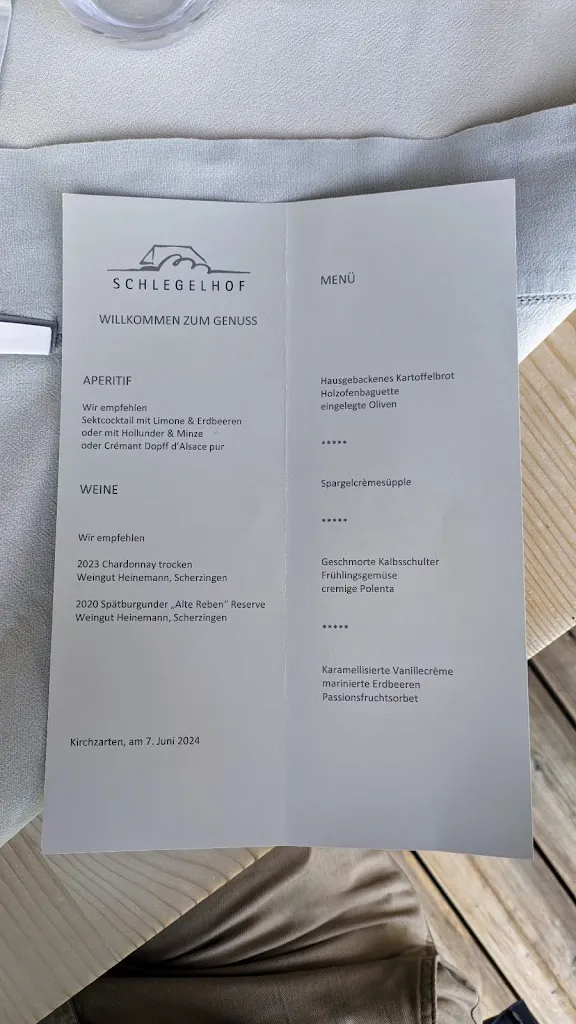 SCHLEGELHOF
WILLKOMMEN ZUM GENUSS
APERITIF
Wir empfehlen
Sektcocktail mit Limone & Erdbeeren
oder mit Hollunder & Minze
oder Crémant Dopff d'Alsace pur
WEINE
Wir empfehlen
2023 Chardonnay trocken
Weingut Heinemann, Scherzingen
2020 Spätburgunder „Alte Reben" Reserve
Weingut Heinemann, Scherzingen
Kirchzarten, am 7. Juni 2024
MENÜ
Hausgebackenes Kartoffelbrot
Holzofenbaguette
eingelegte Oliven
*****
Spargelcrèmesüpple
*****
Geschmorte Kalbsschulter
Frühlingsgemüse
cremige Polenta
*****
Karamellisierte Vanillecrème
marinierte Erdbeeren
Passionsfruchtsorbet